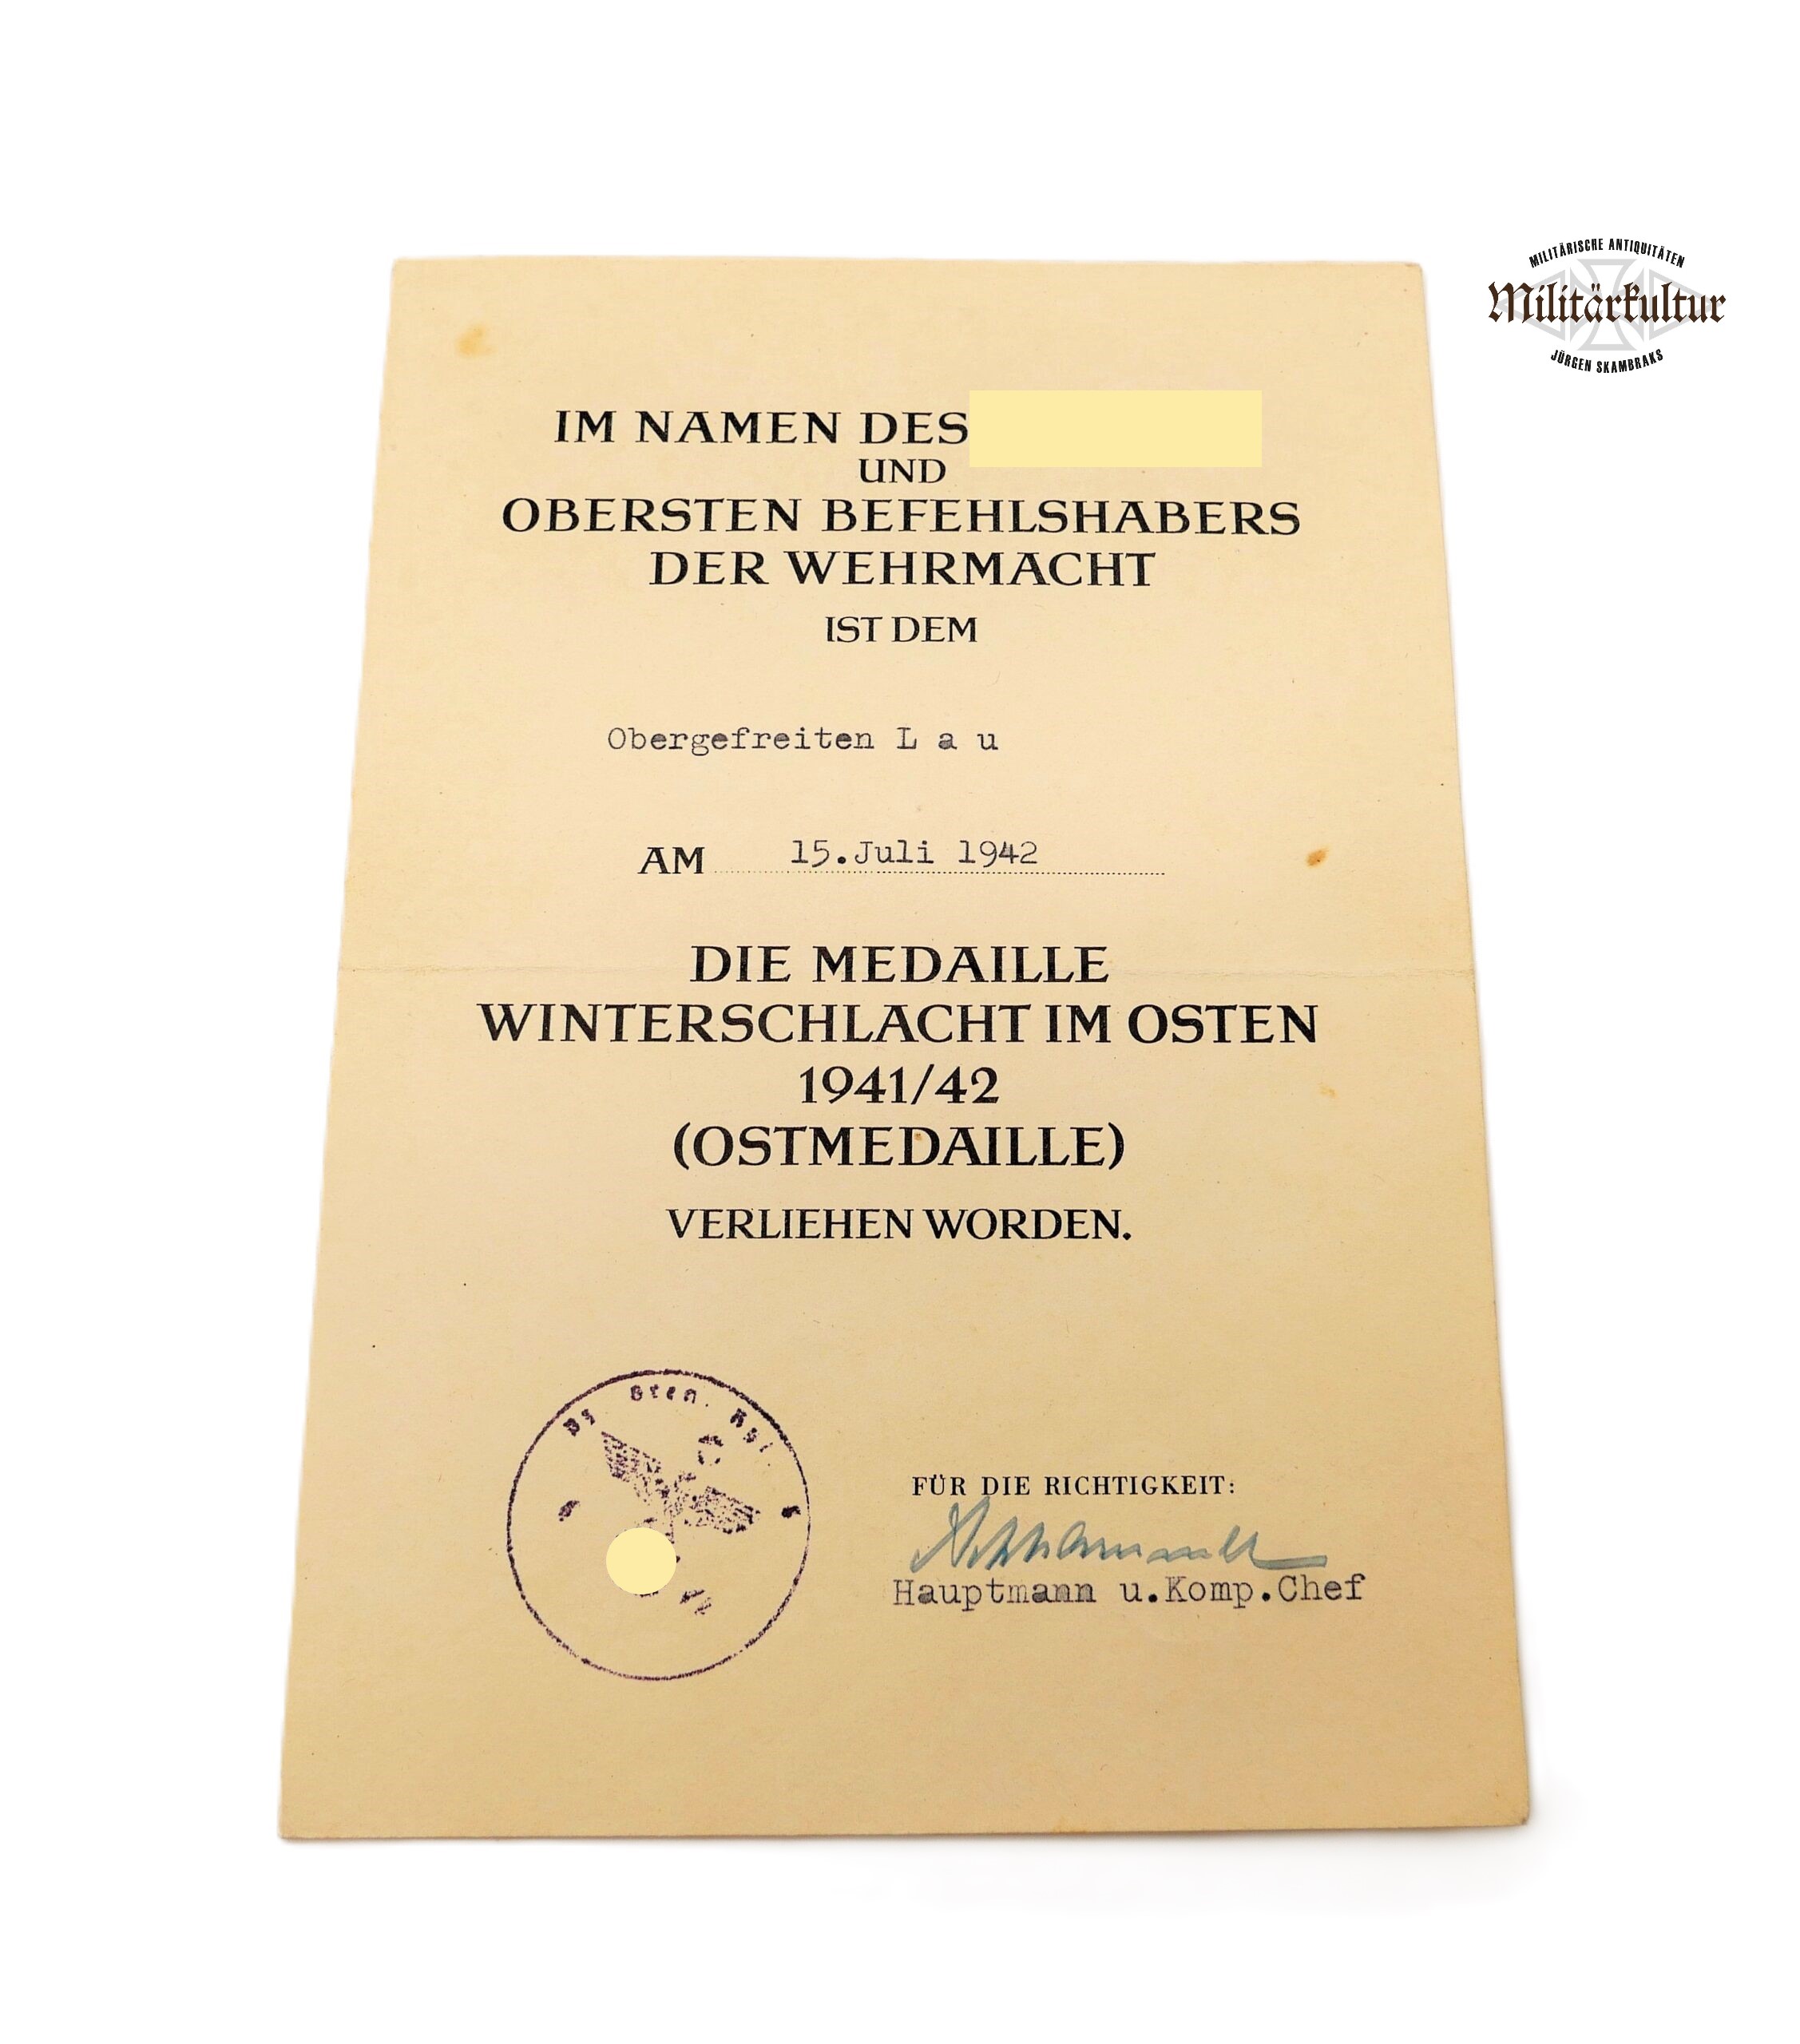 MILITÄRISCHE ANTIQUITÄTEN
Militärkultur
JÜRGEN SKAMBRAKS
IM NAMEN DES
UND
OBERSTEN BEFEHLSHABERS
DER WEHRMACHT
IST DEM
Obergefreiten L a u
AM 15.Juli 1942
DIE MEDAILLE
WINTERSCHLACHT IM OSTEN
1941/42
(OSTMEDAILLE)
VERLIEHEN WORDEN.
FÜR DIE RICHTIGKEIT:
Hauptmann u.Komp.Chef